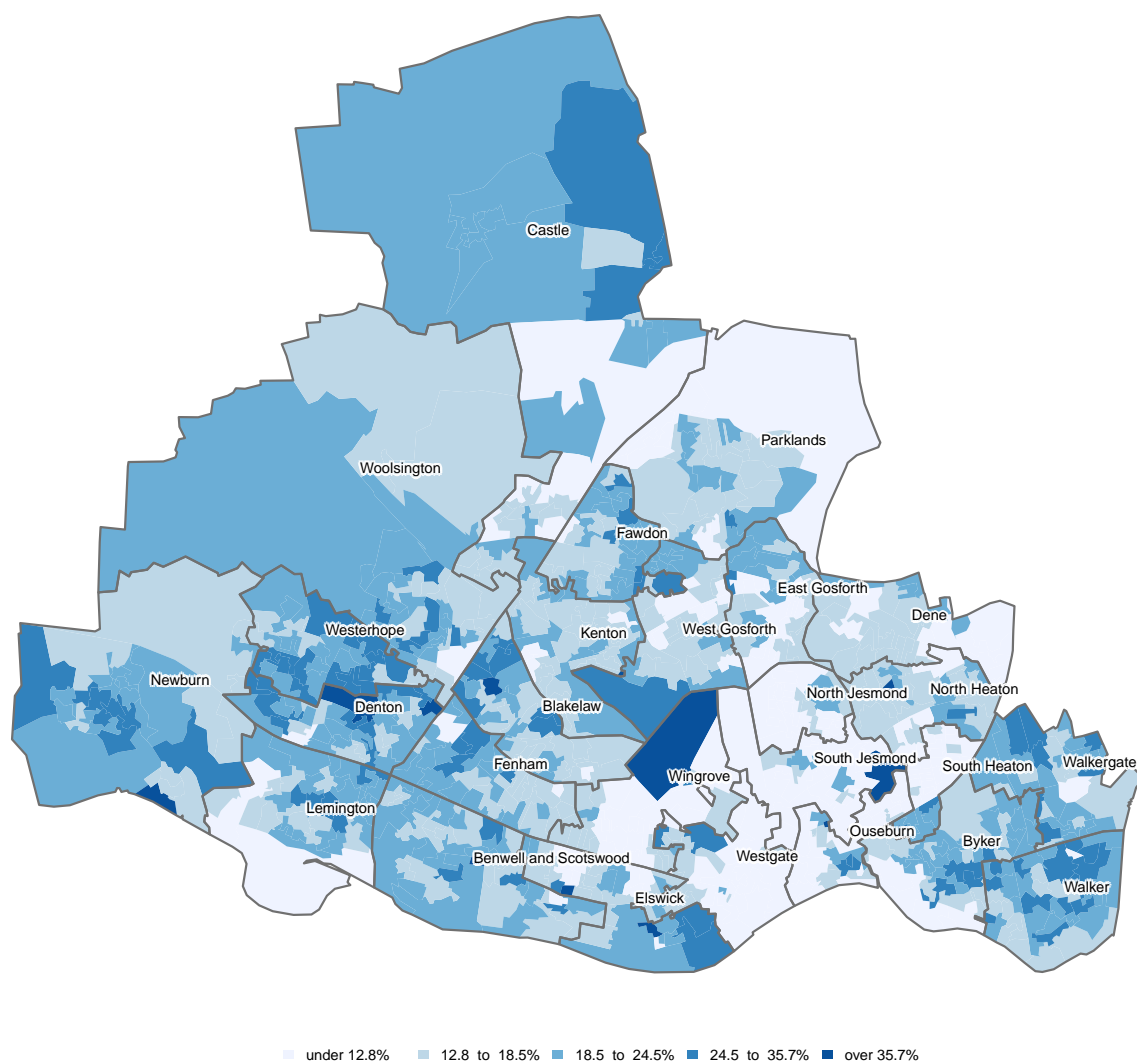 Castle
Parklands
Woolsington
Fawdon
East Gosforth
Dene
Westerhope
Kenton
West Gosforth
Newburn
North Jesmond
North Heaton
Denton
Blakelaw
South Jesmond
Fenham
Wingrove
South Heaton
Walkergate
Lemington
Ouseburn
Byker
Benwell and Scotswood
Westgate
Walker
Elswick
under 12.8% 12.8 to 18.5% 18.5 to 24.5% 24.5 to 35.7% over 35.7%